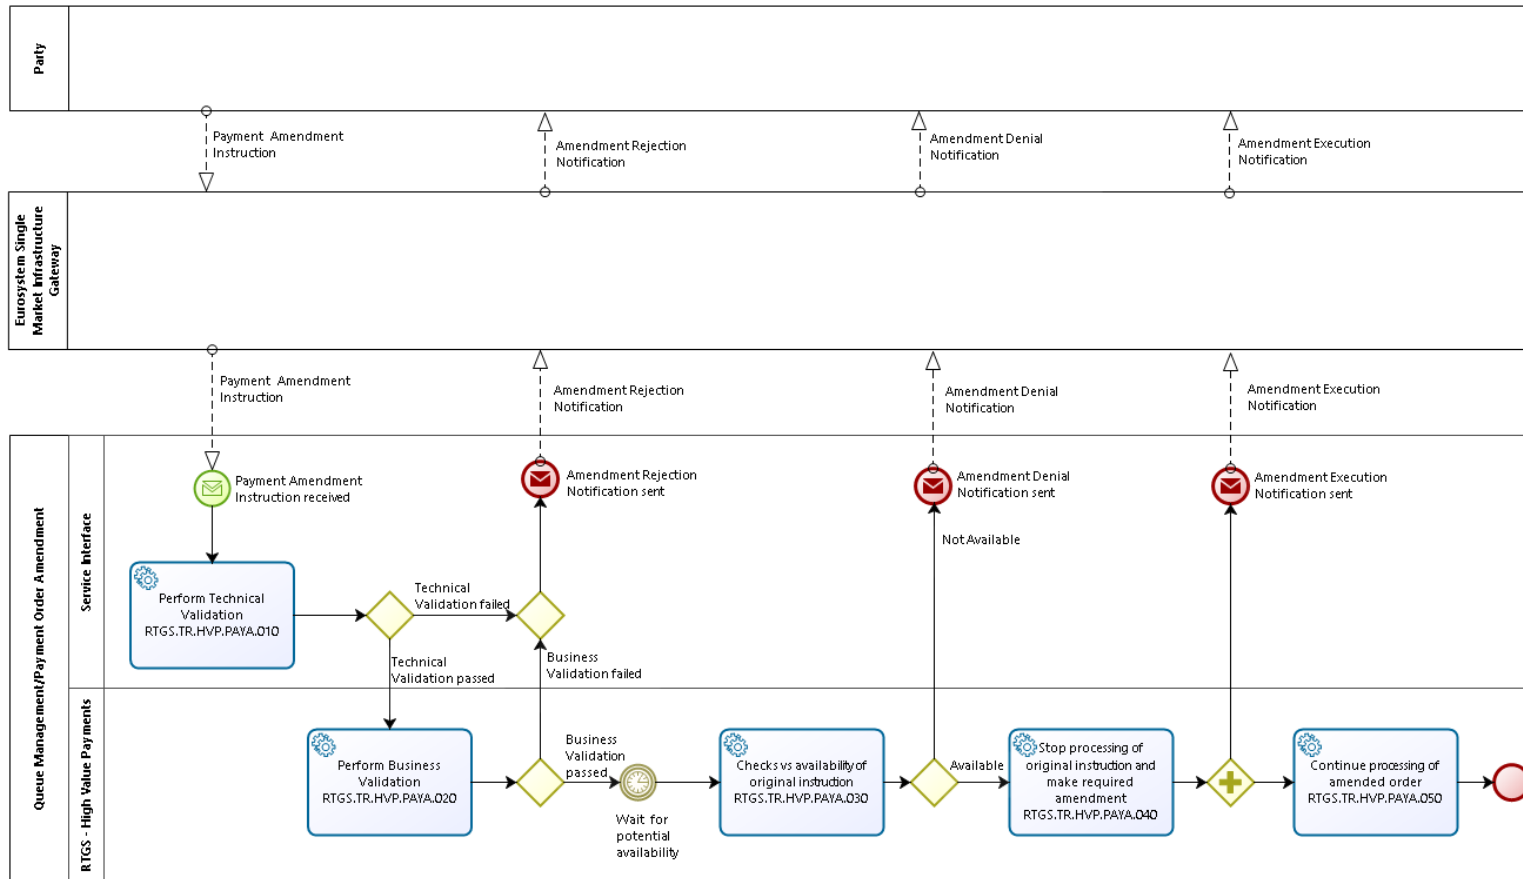 Party
Payment Amendment
Instruction
Amendment Rejection
Notification
Amendment Denial
Notification
Amendment Execution
Notification
Eurosystem Single
Market Infrastructure
Gateway
Payment Amendment
Instruction
Amendment Rejection
Notification
Amendment Denial
Notification
Amendment Execution
Notification
Queue Management/Payment Order Amendment
Service Interface
Payment Amendment
Instruction received
Amendment Rejection
Notification sent
Amendment Denial
Notification sent
Amendment Execution
Notification sent
Not Available
Perform Technical
Validation
RTGS.TR.HVP.PAYA.010
Technical
Validation failed
Technical
Validation passed
Business
Validation failed
RTGS - High Value Payments
Perform Business
Validation
RTGS.TR.HVP.PAYA.020
Business
Validation
passed
Wait for
potential
availability
Checks vs availability of
original instruction
RTGS.TR.HVP.PAYA.030
Available
Stop processing of
original instruction and
make required
amendment
RTGS.TR.HVP.PAYA.040
Continue processing of
amended order
RTGS.TR.HVP.PAYA.050